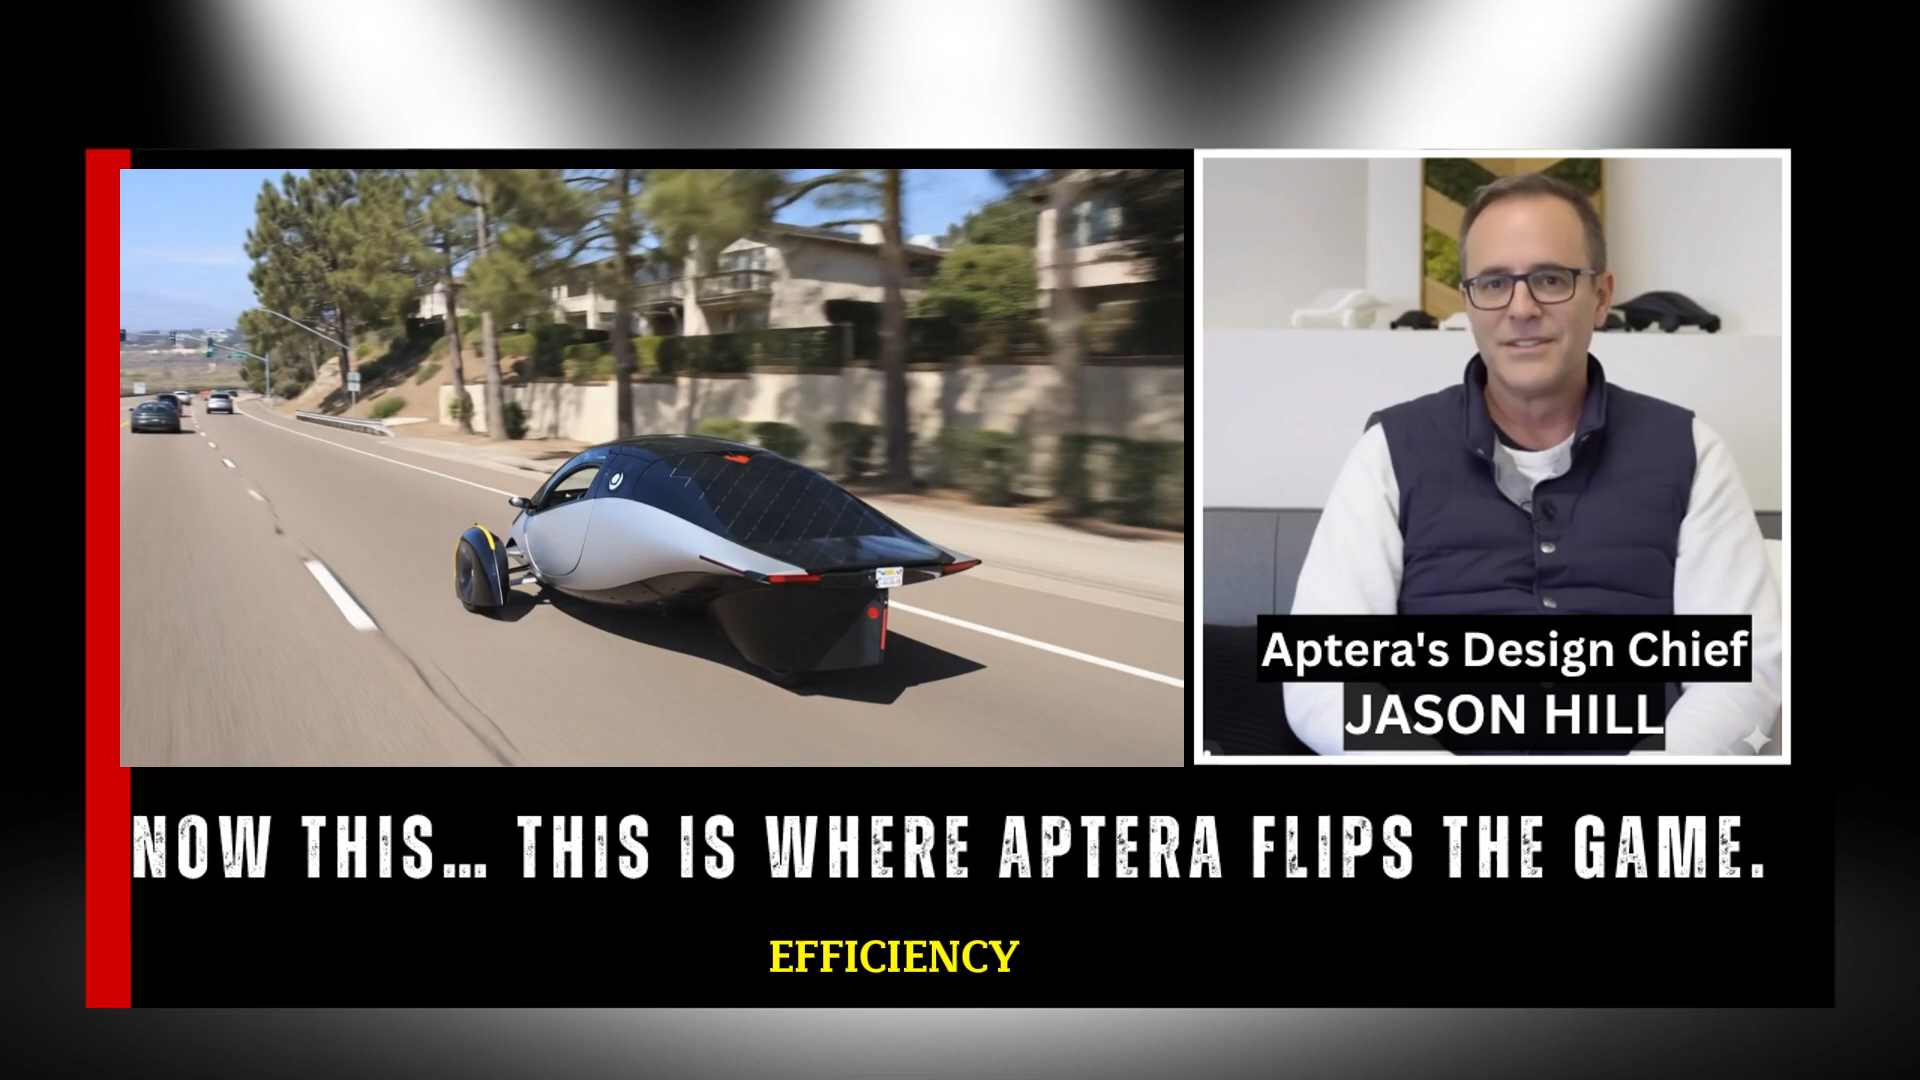 Aptera's Design Chief
JASON HILL
NOW THIS... THIS IS WHERE APTERA FLIPS THE GAME.
EFFICIENCY